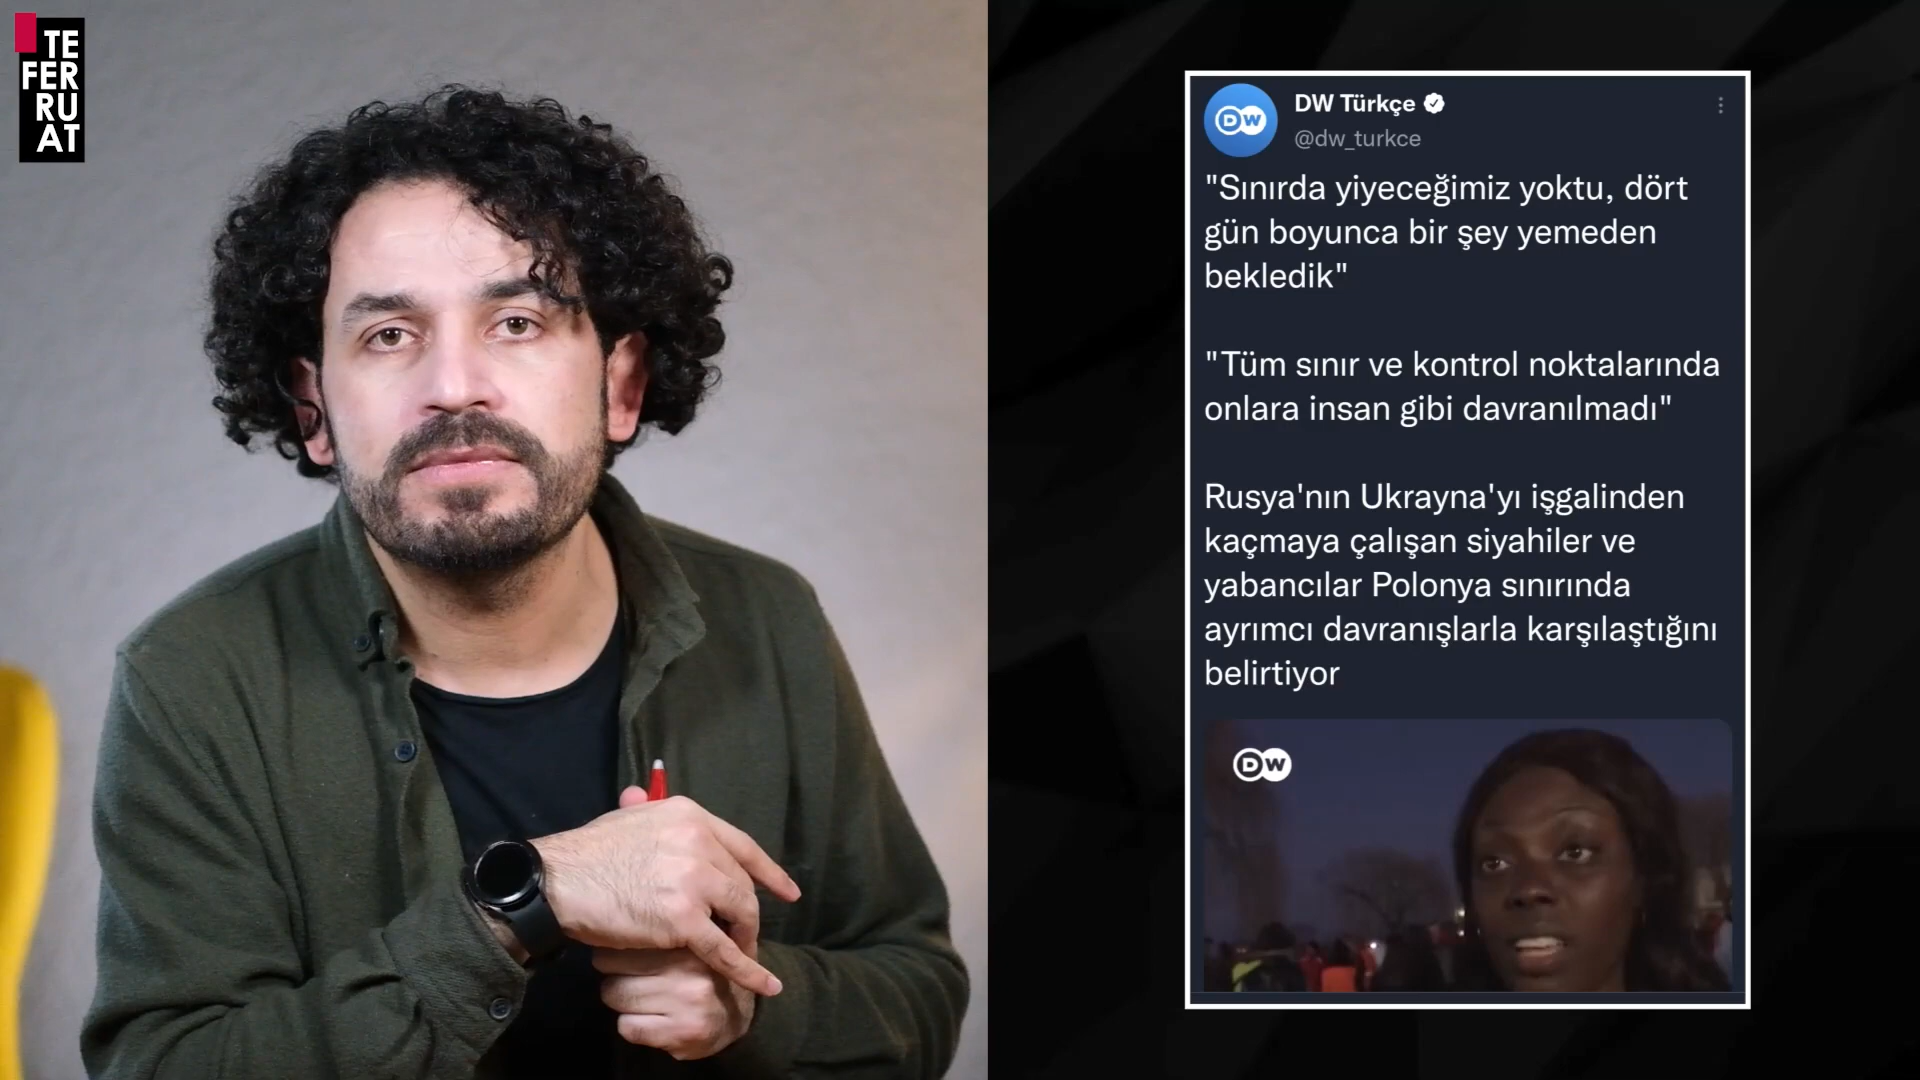 TE
FER
RU
AT
DW Türkçe
@dw_turkce
"Sınırda yiyeceğimiz yoktu, dört
gün boyunca bir şey yemeden
bekledik"
"Tüm sınır ve kontrol noktalarında
onlara insan gibi davranılmadı"
Rusya'nın Ukrayna'yı işgalinden
kaçmaya çalışan siyahiler ve
yabancılar Polonya sınırında
ayrımcı davranışlarla karşılaştığını
belirtiyor
DW
DW